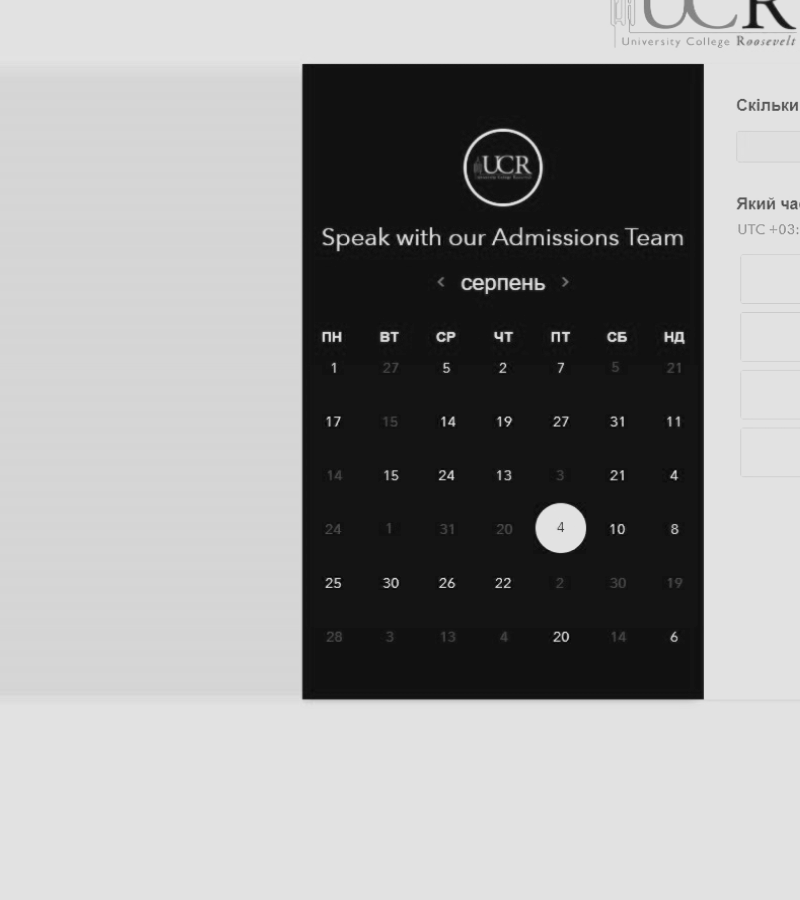 UCR
University College Roosevelt
Скільки
UCR
Speak with our Admissions Team
Який ча
UTC +03:
‹ серпень ›
ПН ВТ СР ЧТ ПТ СБ НД
1 27 5 2 7 5 21
17 15 14 19 27 31 11
14 15 24 13 3 21 4
24 1 31 20 4 10 8
25 30 26 22 2 30 19
28 3 13 4 20 14 6